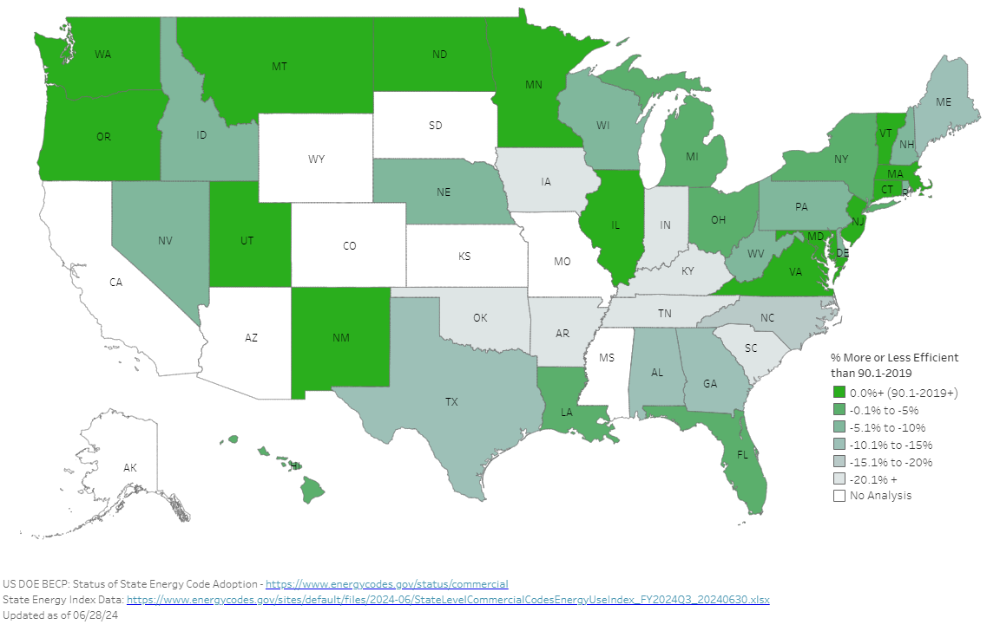 WA
MT
ND
MN
ME
OR
ID
SD
WI
VT
NH
WY
MI
NY
MA
IA
CT
RI
NE
PA
NV
UT
CO
IL
IN
OH
NJ
MD
WV
DE
KS
MO
VA
CA
KY
OK
TN
NC
AZ
NM
AR
SC
MS
AL
GA
TX
LA
FL
AK
HI
% More or Less Efficient
than 90.1-2019
0.0%+ (90.1-2019+)
-0.1% to -5%
-5.1% to -10%
-10.1% to -15%
-15.1% to -20%
-20.1% +
No Analysis
US DOE BECP: Status of State Energy Code Adoption - https://www.energycodes.gov/status/commercial
State Energy Index Data: https://www.energycodes.gov/sites/default/files/2024-06/StateLevelCommercialCodesEnergyUseIndex_FY2024Q3_20240630.xlsx
Updated as of 06/28/24